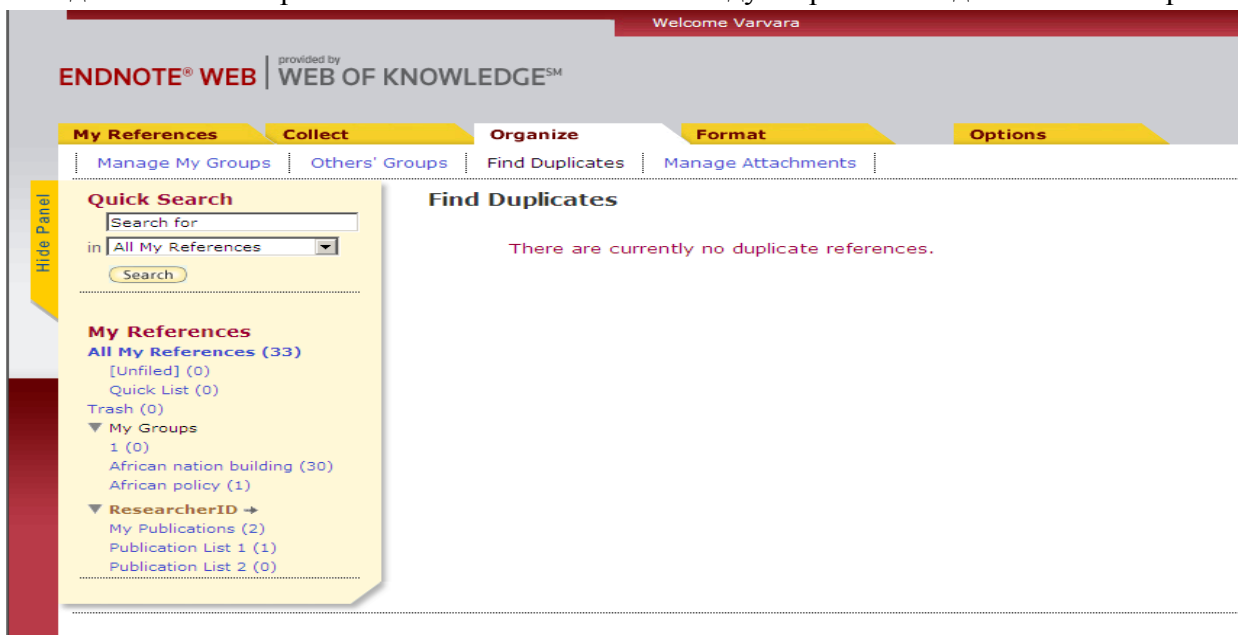 Welcome Varvara
provided by
ENDNOTE® WEB WEB OF KNOWLEDGE℠
My References Collect Organize Format Options
Manage My Groups Others' Groups Find Duplicates Manage Attachments
Hide Panel
Quick Search
Search for
in All My References
Search
Find Duplicates
There are currently no duplicate references.
My References
All My References (33)
[Unfiled] (0)
Quick List (0)
Trash (0)
▼ My Groups
1 (0)
African nation building (30)
African policy (1)
▼ ResearcherID →
My Publications (2)
Publication List 1 (1)
Publication List 2 (0)